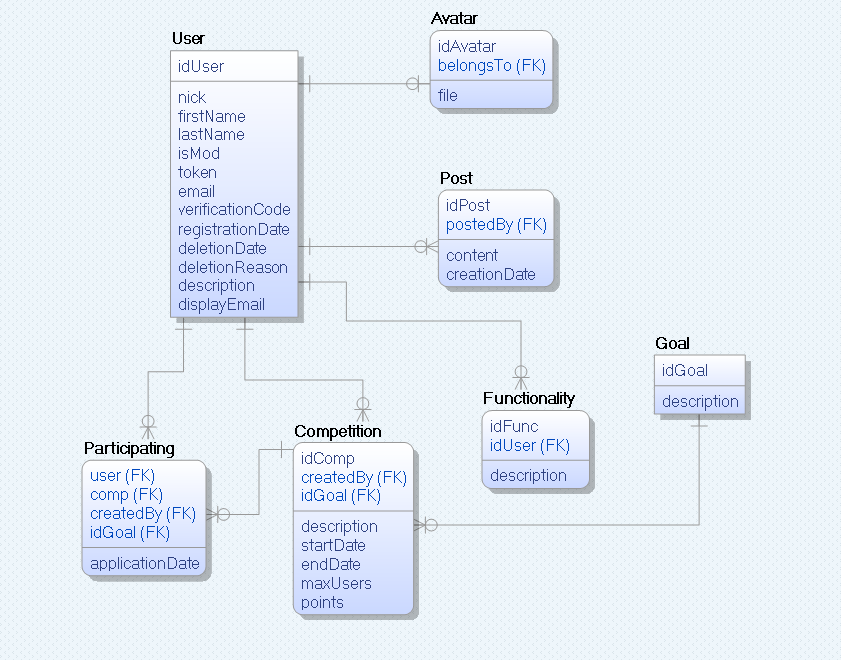 User
idUser
nick
firstName
lastName
isMod
token
email
verificationCode
registrationDate
deletionDate
deletionReason
description
displayEmail
Avatar
idAvatar
belongsTo (FK)
file
Post
idPost
postedBy (FK)
content
creationDate
Functionality
idFunc
idUser (FK)
description
Goal
idGoal
description
Participating
user (FK)
comp (FK)
createdBy (FK)
idGoal (FK)
applicationDate
Competition
idComp
createdBy (FK)
idGoal (FK)
description
startDate
endDate
maxUsers
points